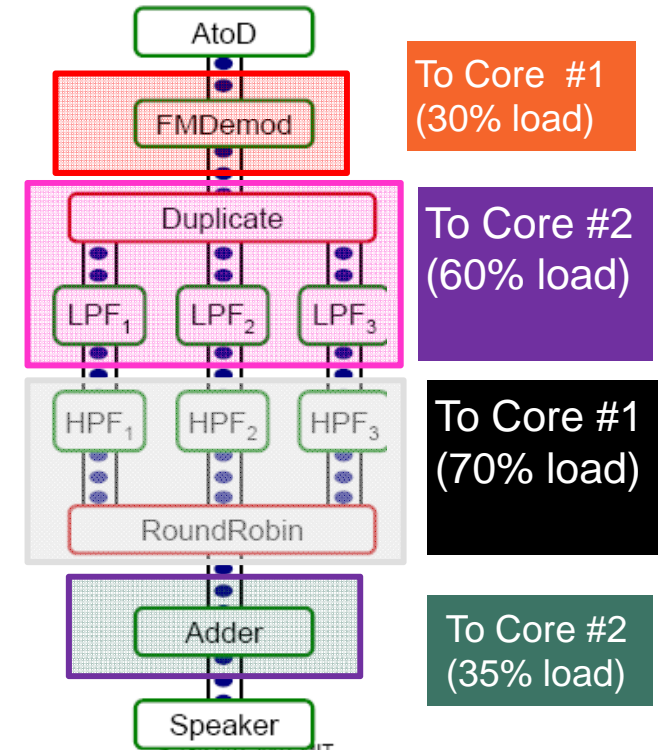 AtoD
To Core #1
(30% load)
FMDemod
Duplicate
To Core #2
(60% load)
LPF1 LPF2 LPF3
HPF1 HPF2 HPF3
To Core #1
(70% load)
RoundRobin
Adder
To Core #2
(35% load)
Speaker